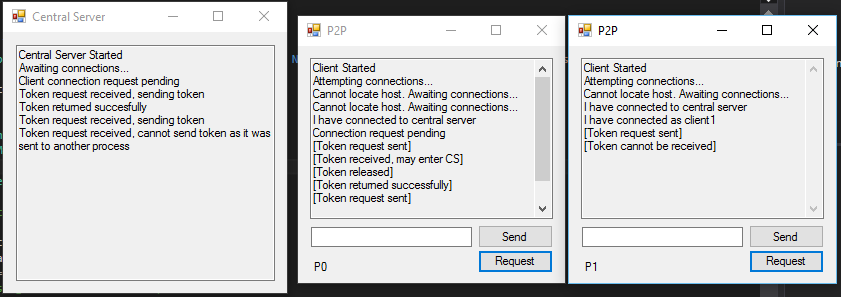 Central Server
Central Server Started
Awaiting connections...
Client connection request pending
Token request received, sending token
Token returned succesfully
Token request received, sending token
Token request received, cannot send token as it was
sent to another process
P2P
Client Started
Attempting connections...
Cannot locate host. Awaiting connections...
Cannot locate host. Awaiting connections...
I have connected to central server
Connection request pending
[Token request sent]
[Token received, may enter CS]
[Token released]
[Token returned successfully]
[Token request sent]
Send
Request
P0
P2P
Client Started
Attempting connections...
Cannot locate host. Awaiting connections...
I have connected to central server
I have connected as client1
[Token request sent]
[Token cannot be received]
Send
Request
P1